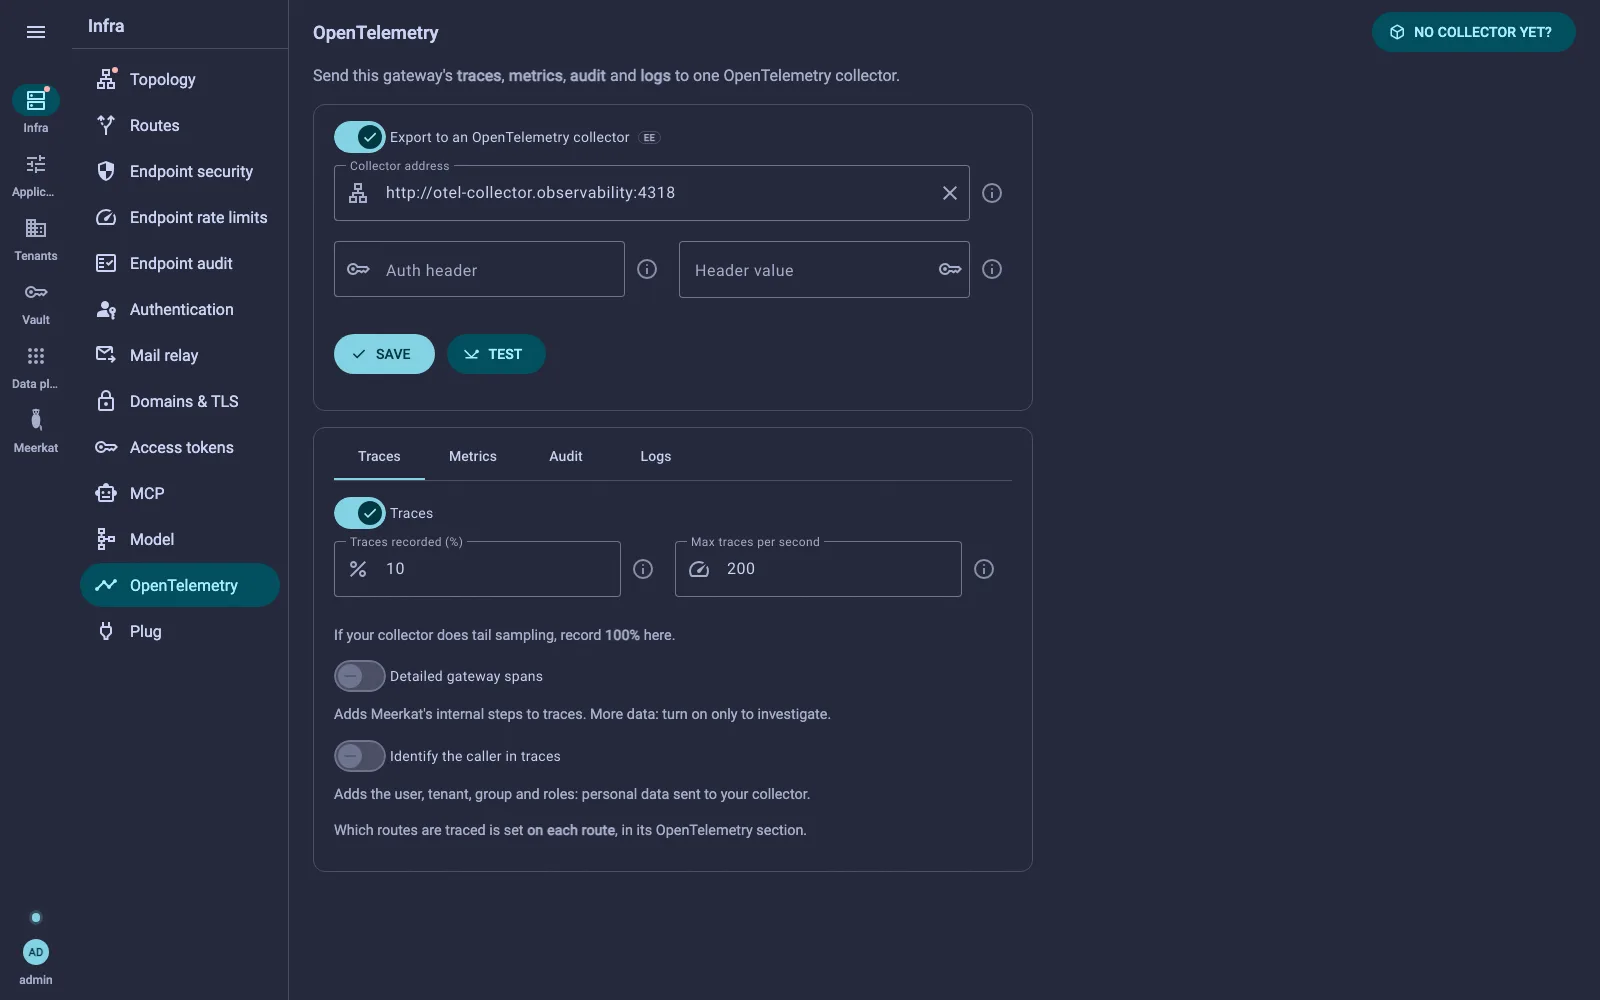 Infra
OpenTelemetry
NO COLLECTOR YET?
Send this gateway's traces, metrics, audit and logs to one OpenTelemetry collector.
Infra
Applic...
Tenants
Vault
Data pl...
Meerkat
Topology
Routes
Endpoint security
Endpoint rate limits
Endpoint audit
Authentication
Mail relay
Domains & TLS
Access tokens
MCP
Model
OpenTelemetry
Plug
Export to an OpenTelemetry collector EE
Collector address
http://otel-collector.observability:4318
Auth header
Header value
SAVE
TEST
Traces
Metrics
Audit
Logs
Traces
Traces recorded (%)
10
Max traces per second
200
If your collector does tail sampling, record 100% here.
Detailed gateway spans
Adds Meerkat's internal steps to traces. More data: turn on only to investigate.
Identify the caller in traces
Adds the user, tenant, group and roles: personal data sent to your collector.
Which routes are traced is set on each route, in its OpenTelemetry section.
AD
admin